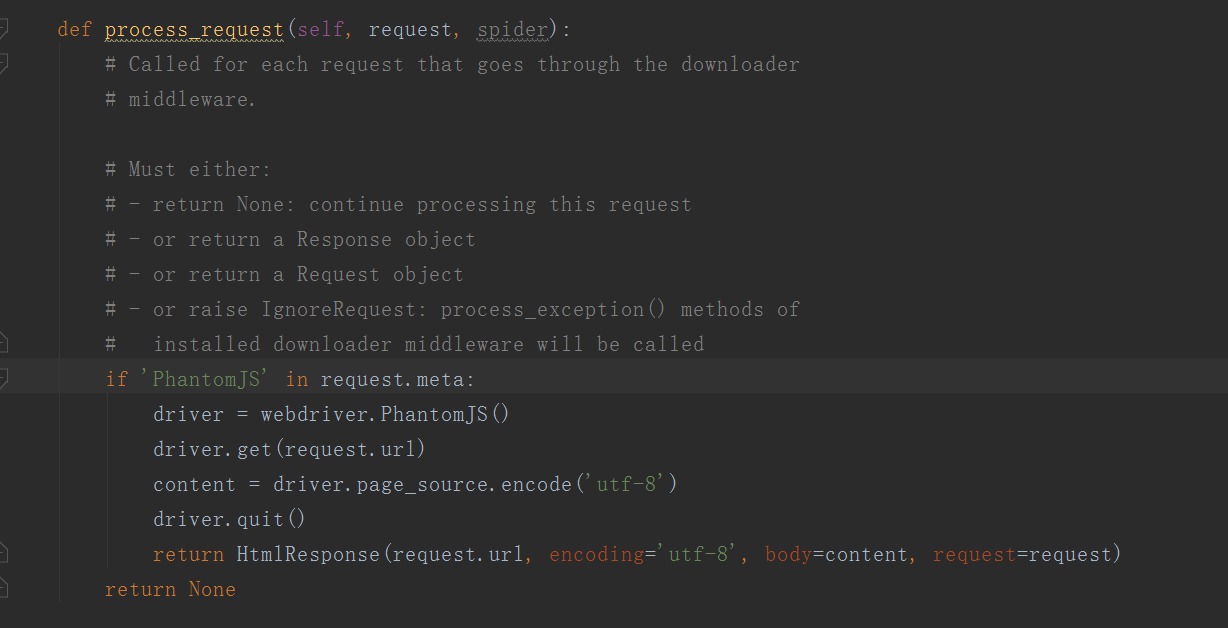 def process_request(self, request, spider):
# Called for each request that goes through the downloader
# middleware.
# Must either:
# - return None: continue processing this request
# - or return a Response object
# - or return a Request object
# - or raise IgnoreRequest: process_exception() methods of
#   installed downloader middleware will be called
if 'PhantomJS' in request.meta:
driver = webdriver.PhantomJS()
driver.get(request.url)
content = driver.page_source.encode('utf-8')
driver.quit()
return HtmlResponse(request.url, encoding='utf-8', body=content, request=request)
return None